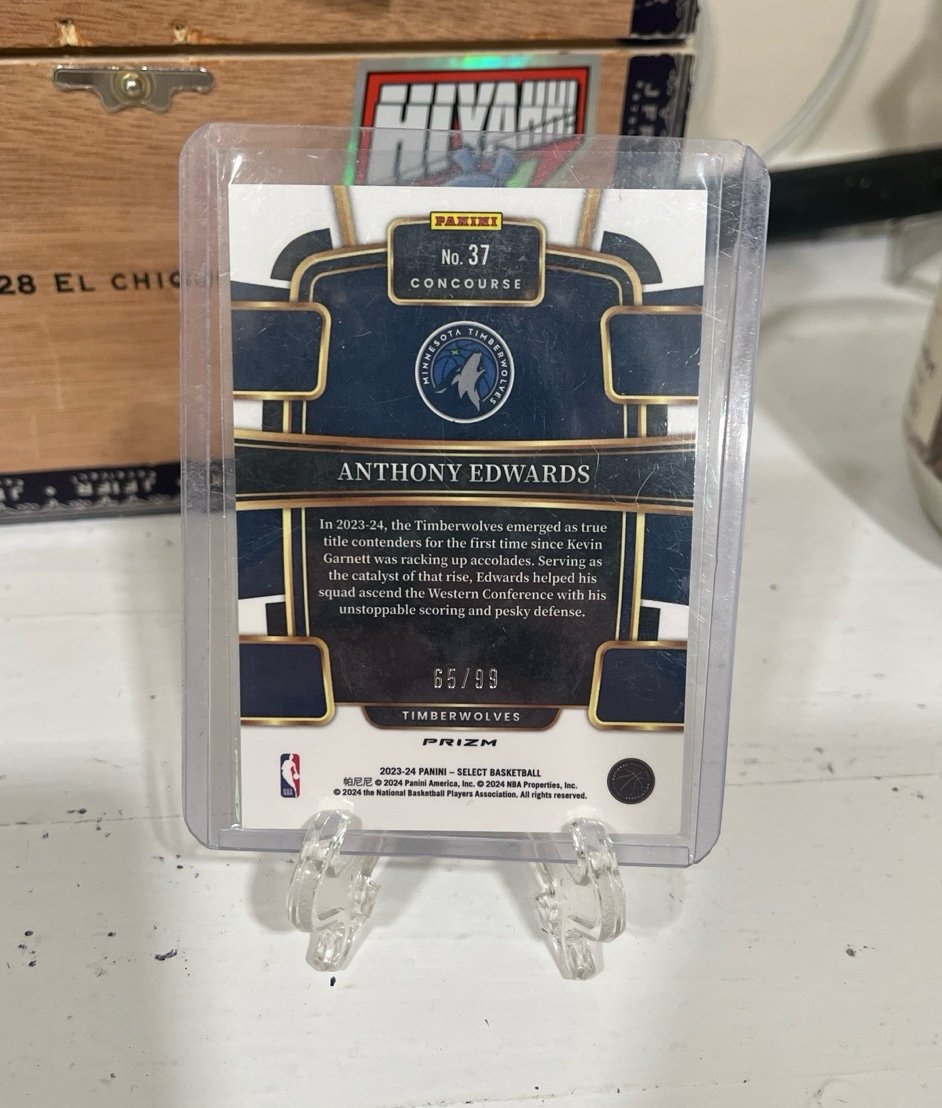 HIYAHH!
28 EL CHIC
PANINI
No. 37
CONCOURSE
MINNESOTA TIMBERWOLVES
ANTHONY EDWARDS
In 2023-24, the Timberwolves emerged as true
title contenders for the first time since Kevin
Garnett was racking up accolades. Serving as
the catalyst of that rise, Edwards helped his
squad ascend the Western Conference with his
unstoppable scoring and pesky defense.
65/99
TIMBERWOLVES
PRIZM
NBA
2023-24 PANINI – SELECT BASKETBALL
帕尼尼 © 2024 Panini America, Inc. © 2024 NBA Properties, Inc.
© 2024 the National Basketball Players Association. All rights reserved.